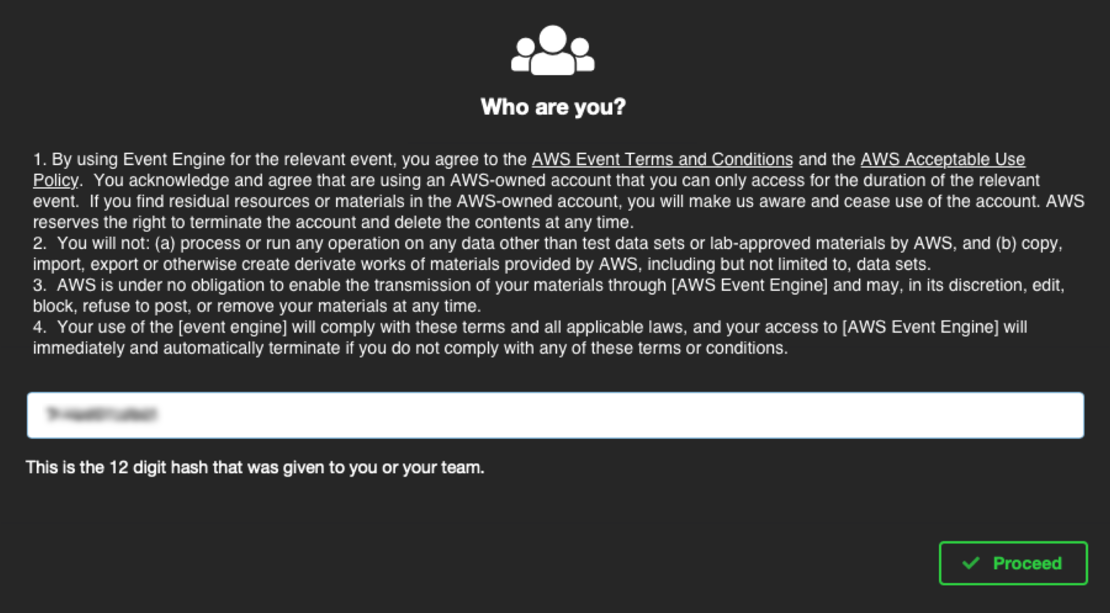 Who are you?
1. By using Event Engine for the relevant event, you agree to the AWS Event Terms and Conditions and the AWS Acceptable Use
Policy.  You acknowledge and agree that are using an AWS-owned account that you can only access for the duration of the relevant
event.  If you find residual resources or materials in the AWS-owned account, you will make us aware and cease use of the account. AWS
reserves the right to terminate the account and delete the contents at any time.
2.  You will not: (a) process or run any operation on any data other than test data sets or lab-approved materials by AWS, and (b) copy,
import, export or otherwise create derivate works of materials provided by AWS, including but not limited to, data sets.
3.  AWS is under no obligation to enable the transmission of your materials through [AWS Event Engine] and may, in its discretion, edit,
block, refuse to post, or remove your materials at any time.
4.  Your use of the [event engine] will comply with these terms and all applicable laws, and your access to [AWS Event Engine] will
immediately and automatically terminate if you do not comply with any of these terms or conditions.
This is the 12 digit hash that was given to you or your team.
Proceed